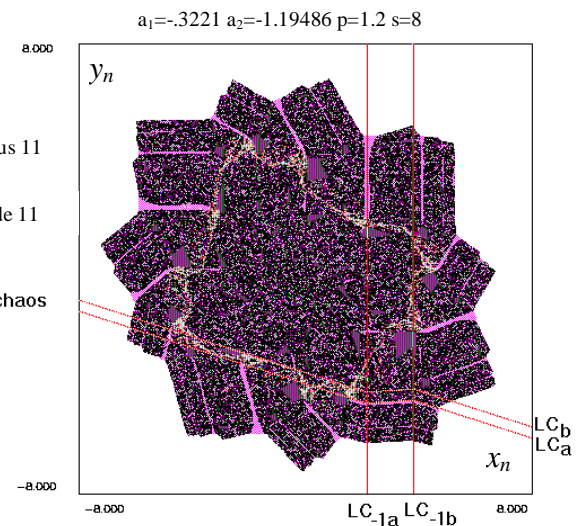 a₁=-.3221 a₂=-1.19486 p=1.2 s=8
8.000
yₙ
us 11
le 11
chaos
LC_b
LC_a
xₙ
-8.000
-8.000
LC_-1a LC_-1b
8.000